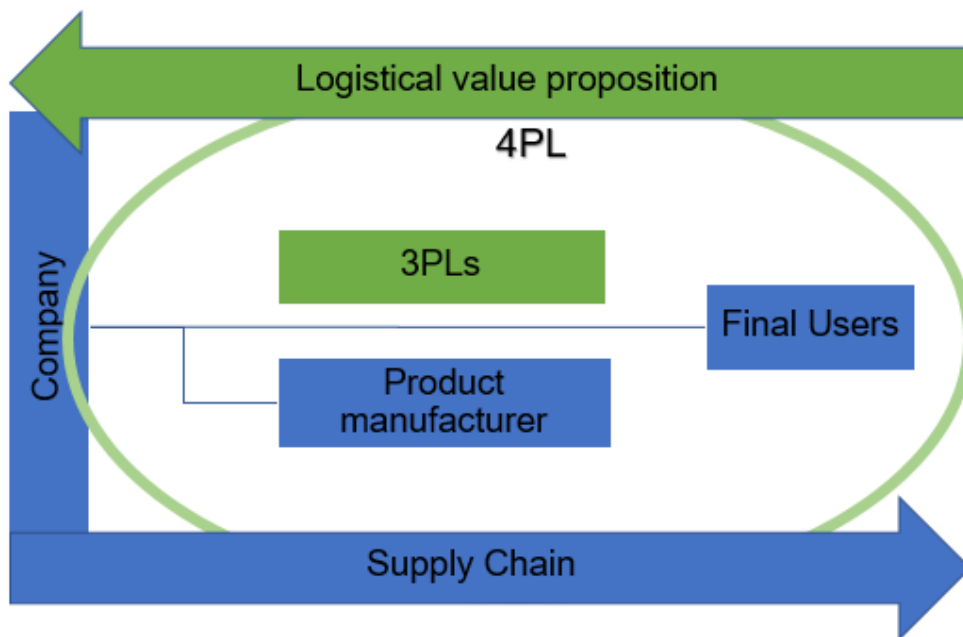 Logistical value proposition
4PL
3PLs
Company
Final Users
Product
manufacturer
Supply Chain